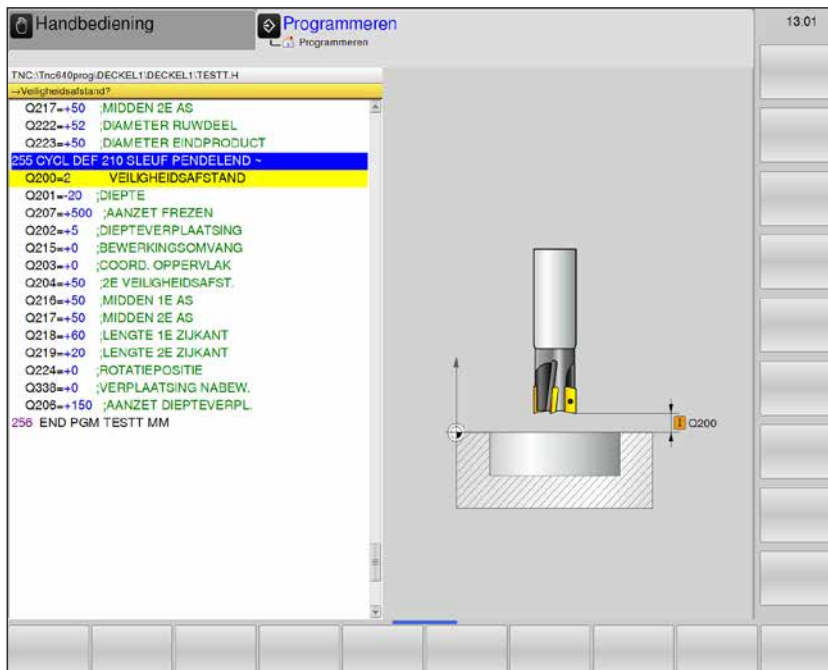 Handbediening
Programmeren
Programmeren
13:01
TNC:\Tnc640prog\DECKEL1\DECKEL1\TESTT.H
→Veiligheidsafstand?
Q217=+50 ;MIDDEN 2E AS
Q222=+52 ;DIAMETER RUWDEEL
Q223=+50 ;DIAMETER EINDPRODUCT
255 CYCL DEF 210 SLEUF PENDELEND ~
Q200=2 VEILIGHEIDSAFSTAND
Q201=-20 ;DIEPTE
Q207=+500 ;AANZET FREZEN
Q202=+5 ;DIEPTEVERPLAATSING
Q215=+0 ;BEWERKINGSOMVANG
Q203=+0 ;COORD. OPPERVLAK
Q204=+50 ;2E VEILIGHEIDSAFST.
Q216=+50 ;MIDDEN 1E AS
Q217=+50 ;MIDDEN 2E AS
Q218=+60 ;LENGTE 1E ZIJKANT
Q219=+20 ;LENGTE 2E ZIJKANT
Q224=+0 ;ROTATIEPOSITIE
Q338=+0 ;VERPLAATSING NABEW.
Q206=+150 ;AANZET DIEPTEVERPL.
256 END PGM TESTT MM
I Q200